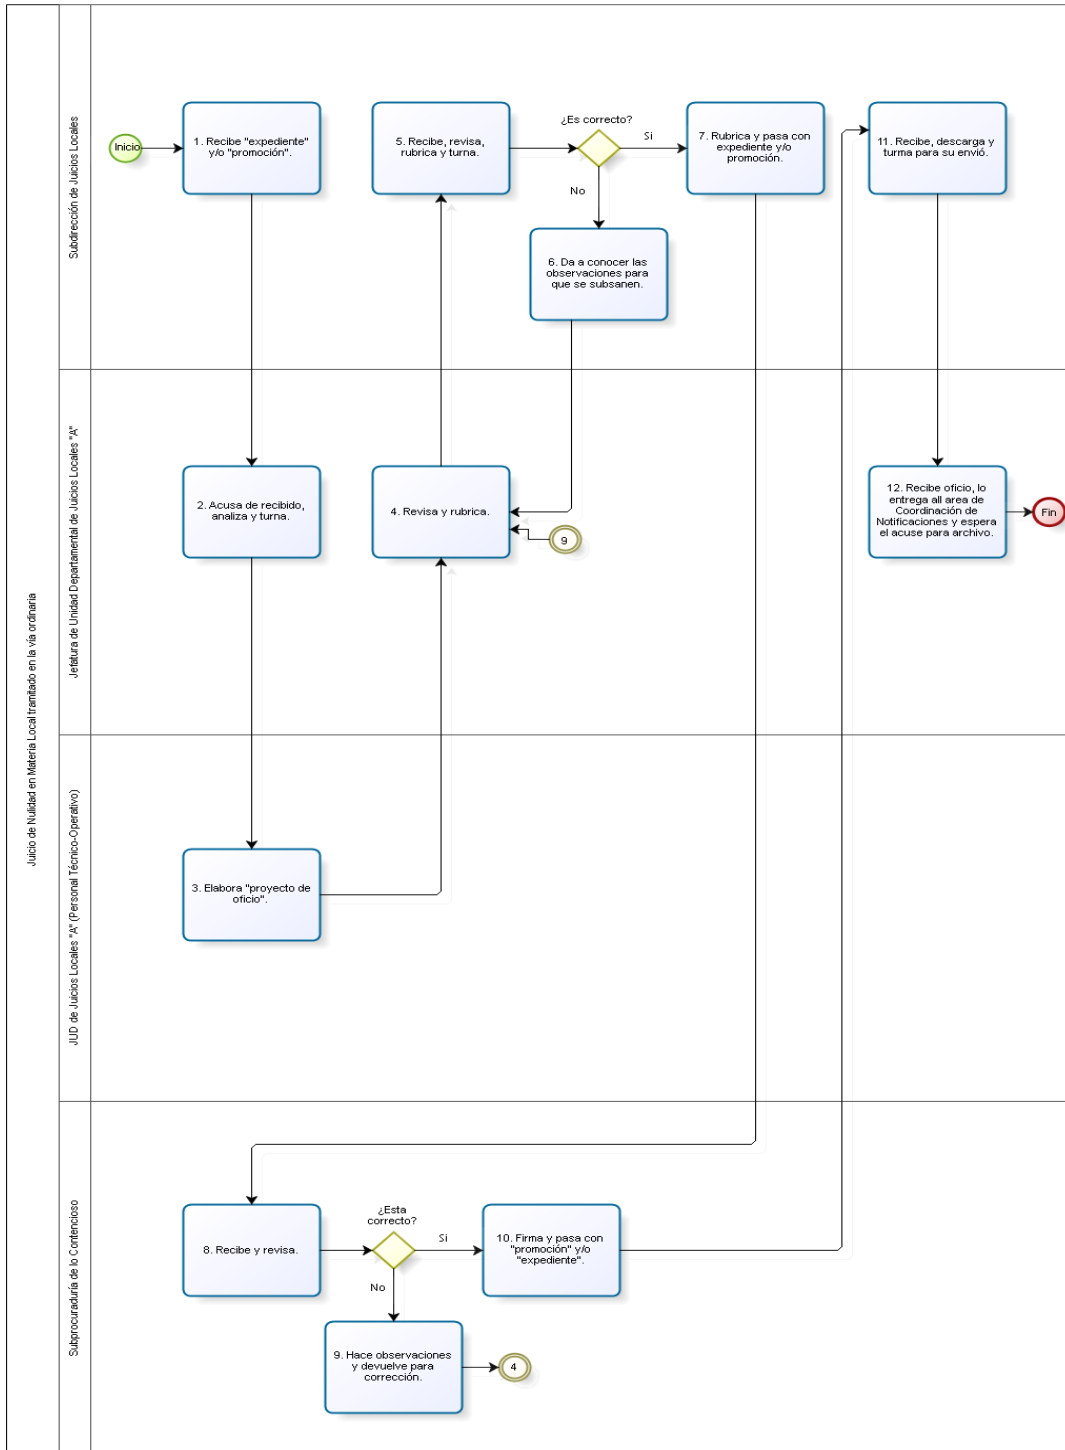 Juicio de Nulidad en Materia Local tramitado en la vía ordinaria
Subdirección de Juicios Locales
Inicio
1. Recibe "expediente"
y/o "promoción".
5. Recibe, revisa,
rubrica y turna.
¿Es correcto?
Si
No
7. Rubrica y pasa con
expediente y/o
promoción.
11. Recibe, descarga y
turma para su envió.
6. Da a conocer las
observaciones para
que se subsanen.
Jefatura de Unidad Departamental de Juicios Locales "A"
2. Acusa de recibido,
analiza y turna.
4. Revisa y rubrica.
9
12. Recibe oficio, lo
entrega all area de
Coordinación de
Notificaciones y espera
el acuse para archivo.
Fin
JUD de Juicios Locales "A" (Personal Técnico-Operativo)
3. Elabora "proyecto de
oficio".
Subprocuraduría de lo Contencioso
8. Recibe y revisa.
¿Esta
correcto?
Si
No
10. Firma y pasa con
"promoción" y/o
"expediente".
9. Hace observaciones
y devuelve para
corrección.
4